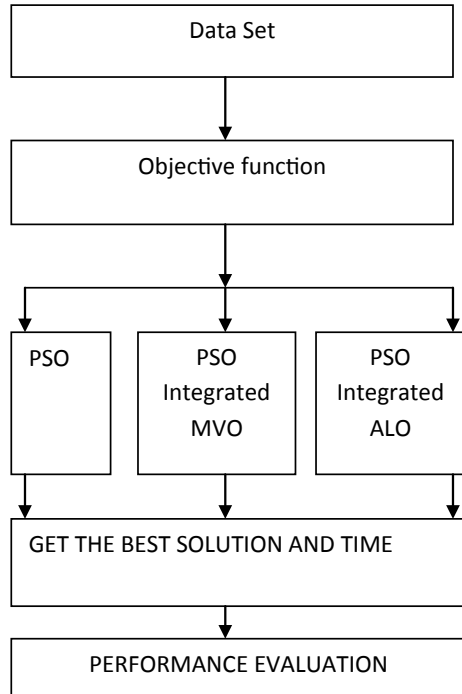 Data Set
Objective function
PSO
PSO
Integrated
MVO
PSO
Integrated
ALO
GET THE BEST SOLUTION AND TIME
PERFORMANCE EVALUATION